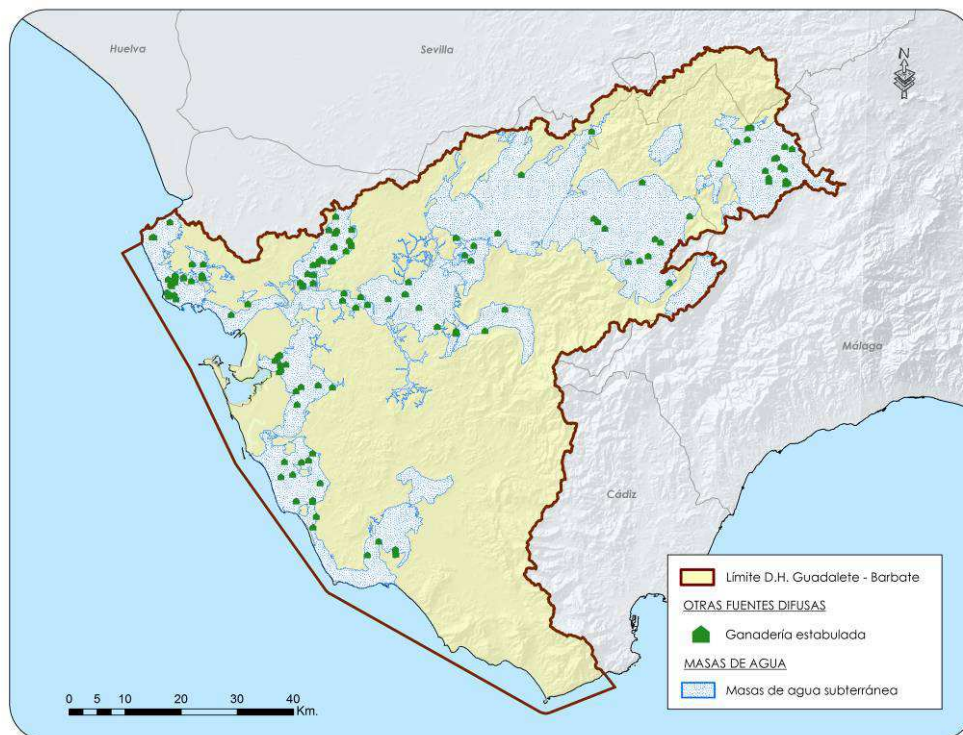 Huelva
Sevilla
N
Málaga
Cádiz
Límite D.H. Guadalete - Barbate
OTRAS FUENTES DIFUSAS
Ganadería estabulada
MASAS DE AGUA
Masas de agua subterránea
0 5 10 20 30 40
Km.